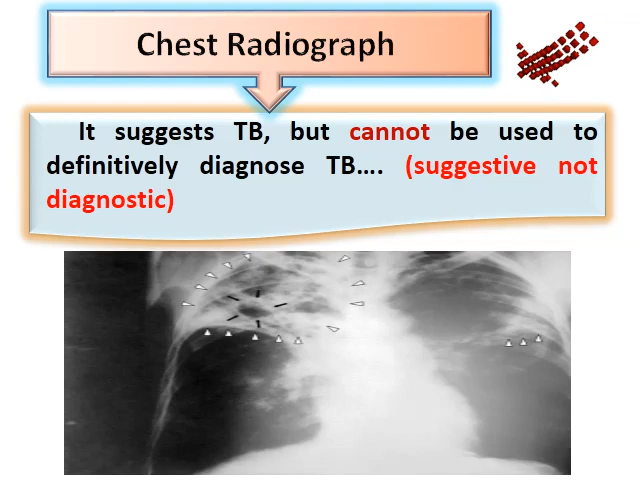 Chest Radiograph
It suggests TB, but cannot be used to
definitively diagnose TB.... (suggestive not
diagnostic)